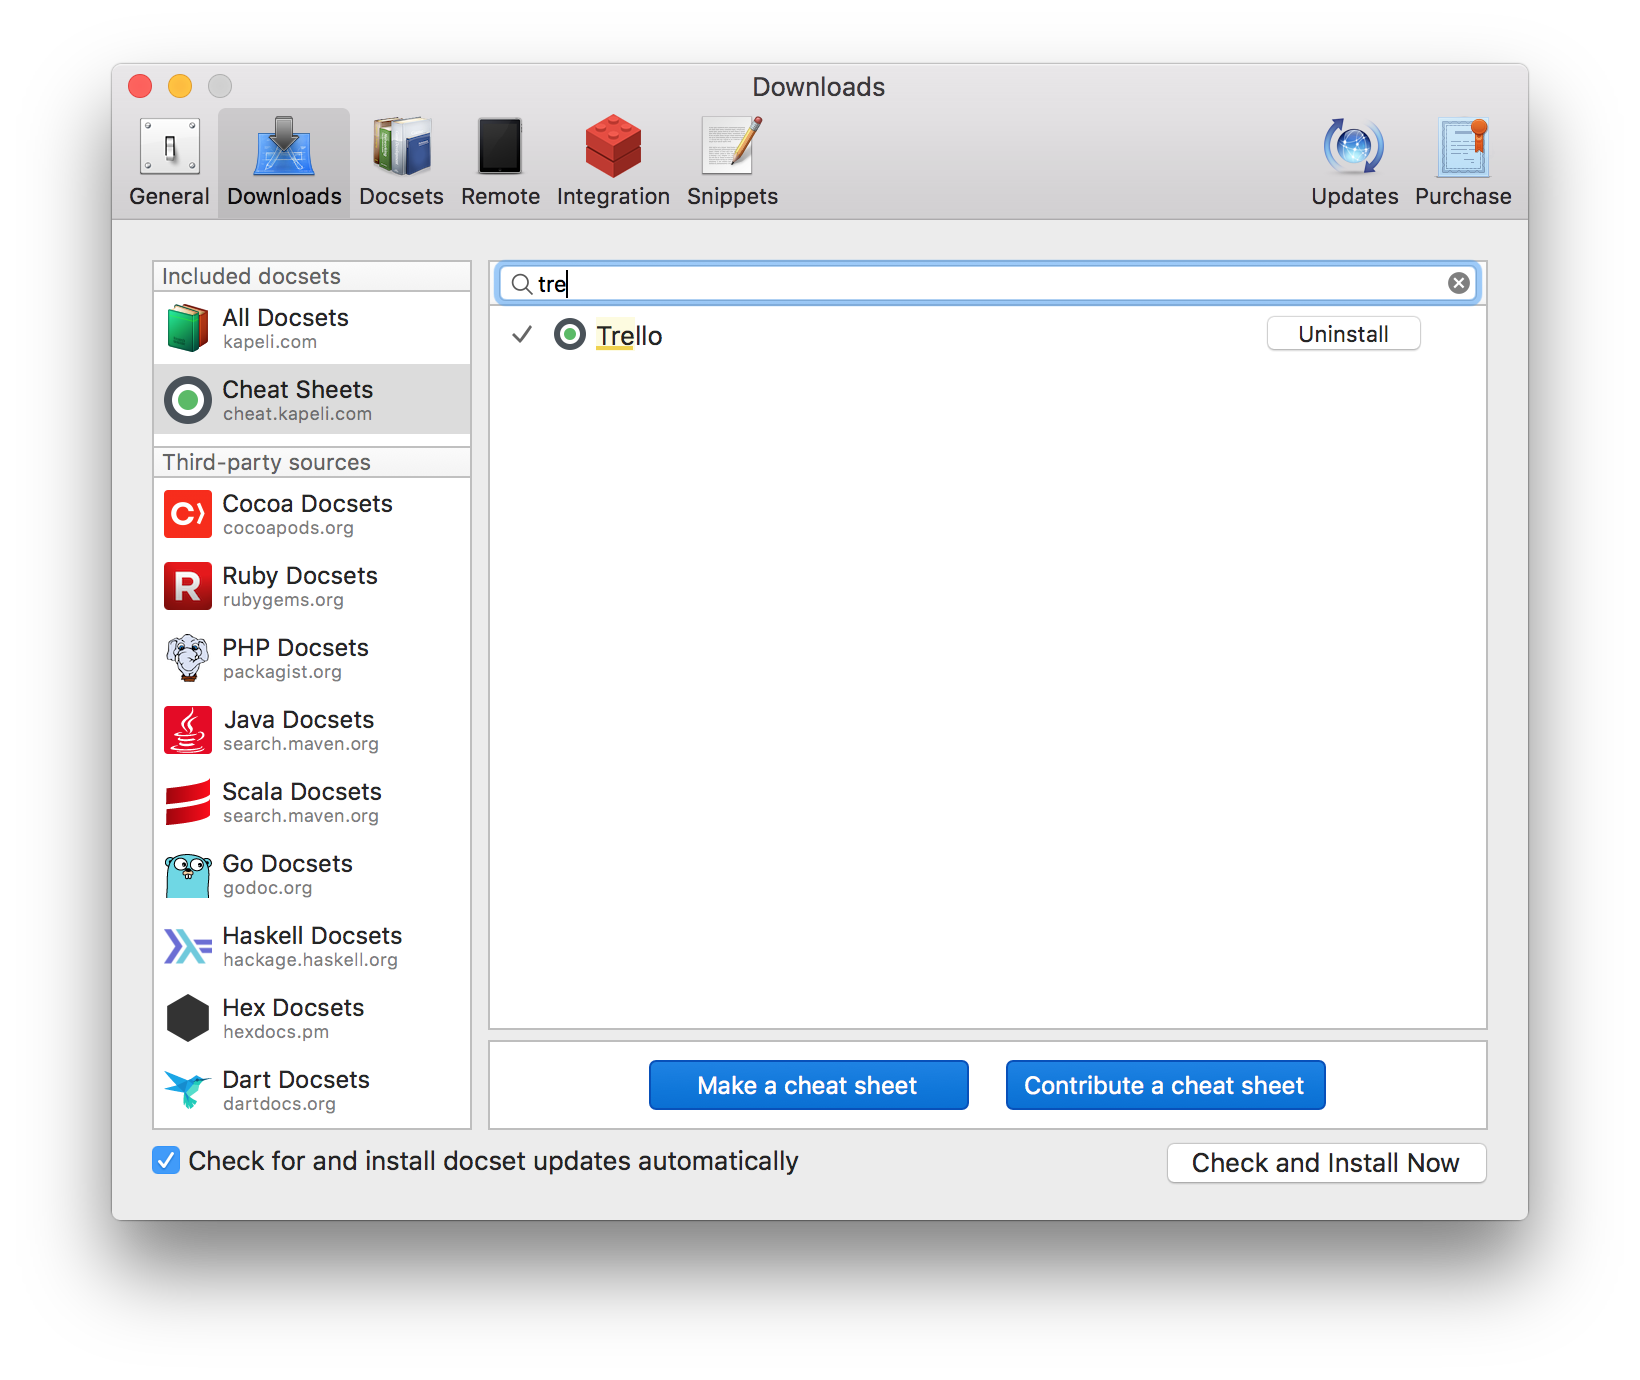 Downloads
General
Downloads
Docsets
Remote
Integration
Snippets
Updates
Purchase
Included docsets
All Docsets
kapeli.com
Cheat Sheets
cheat.kapeli.com
Third-party sources
Cocoa Docsets
cocoapods.org
Ruby Docsets
rubygems.org
PHP Docsets
packagist.org
Java Docsets
search.maven.org
Scala Docsets
search.maven.org
Go Docsets
godoc.org
Haskell Docsets
hackage.haskell.org
Hex Docsets
hexdocs.pm
Dart Docsets
dartdocs.org
tre
Trello
Uninstall
Make a cheat sheet
Contribute a cheat sheet
Check for and install docset updates automatically
Check and Install Now